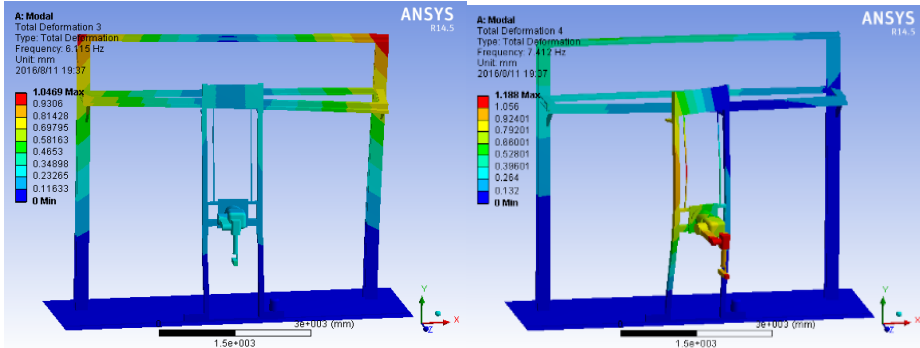 A: Modal
Total Deformation 3
Type: Total Deformation
Frequency: 6.115 Hz
Unit: mm
2016/8/11 19:37
1.0469 Max
0.9306
0.81428
0.69795
0.58163
0.4653
0.34898
0.23265
0.11633
0 Min
ANSYS
R14.5
0
3e+003 (mm)
1.5e+003
Y
X
Z
A: Modal
Total Deformation 4
Type: Total Deformation
Frequency: 7.412 Hz
Unit: mm
2016/8/11 19:37
1.188 Max
1.056
0.92401
0.79201
0.66001
0.52801
0.39601
0.264
0.132
0 Min
ANSYS
R14.5
3e+003 (mm)
1.5e+003
Y
X
Z